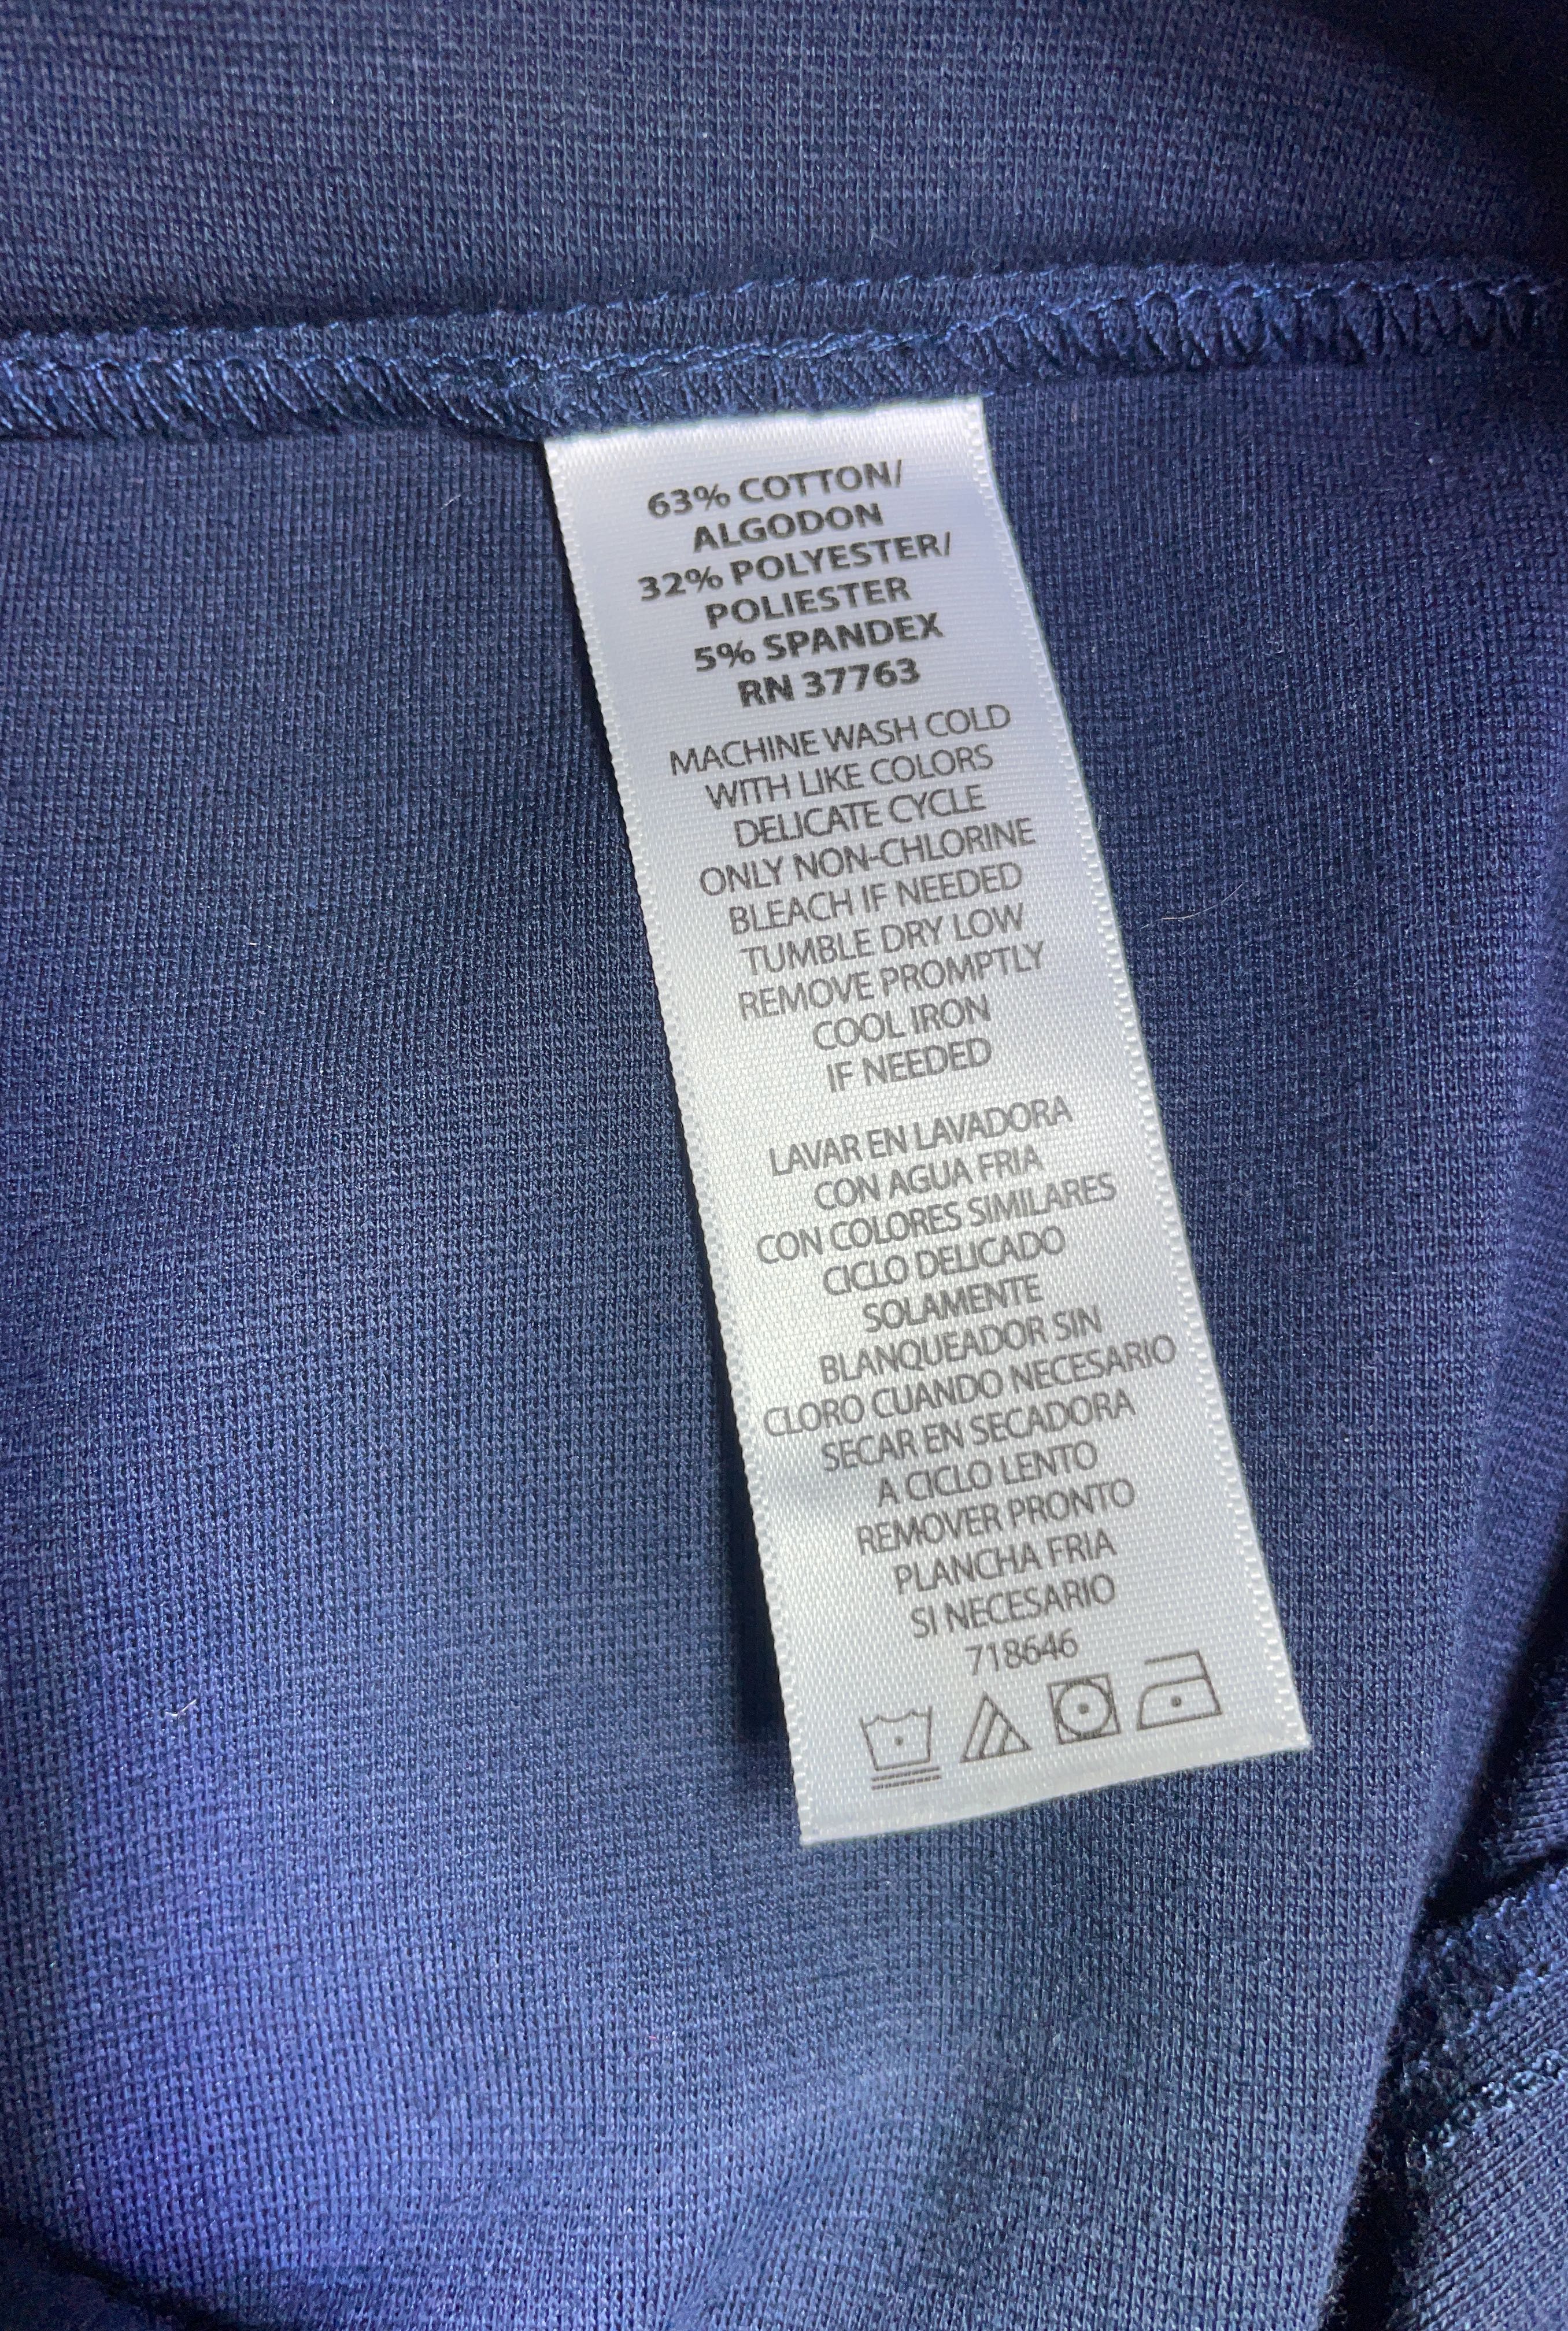 63% COTTON/
ALGODON
32% POLYESTER/
POLIESTER
5% SPANDEX
RN 37763
MACHINE WASH COLD
WITH LIKE COLORS
DELICATE CYCLE
ONLY NON-CHLORINE
BLEACH IF NEEDED
TUMBLE DRY LOW
REMOVE PROMPTLY
COOL IRON
IF NEEDED
LAVAR EN LAVADORA
CON AGUA FRIA
CON COLORES SIMILARES
CICLO DELICADO
SOLAMENTE
BLANQUEADOR SIN
CLORO CUANDO NECESARIO
SECAR EN SECADORA
A CICLO LENTO
REMOVER PRONTO
PLANCHA FRIA
SI NECESARIO
718646